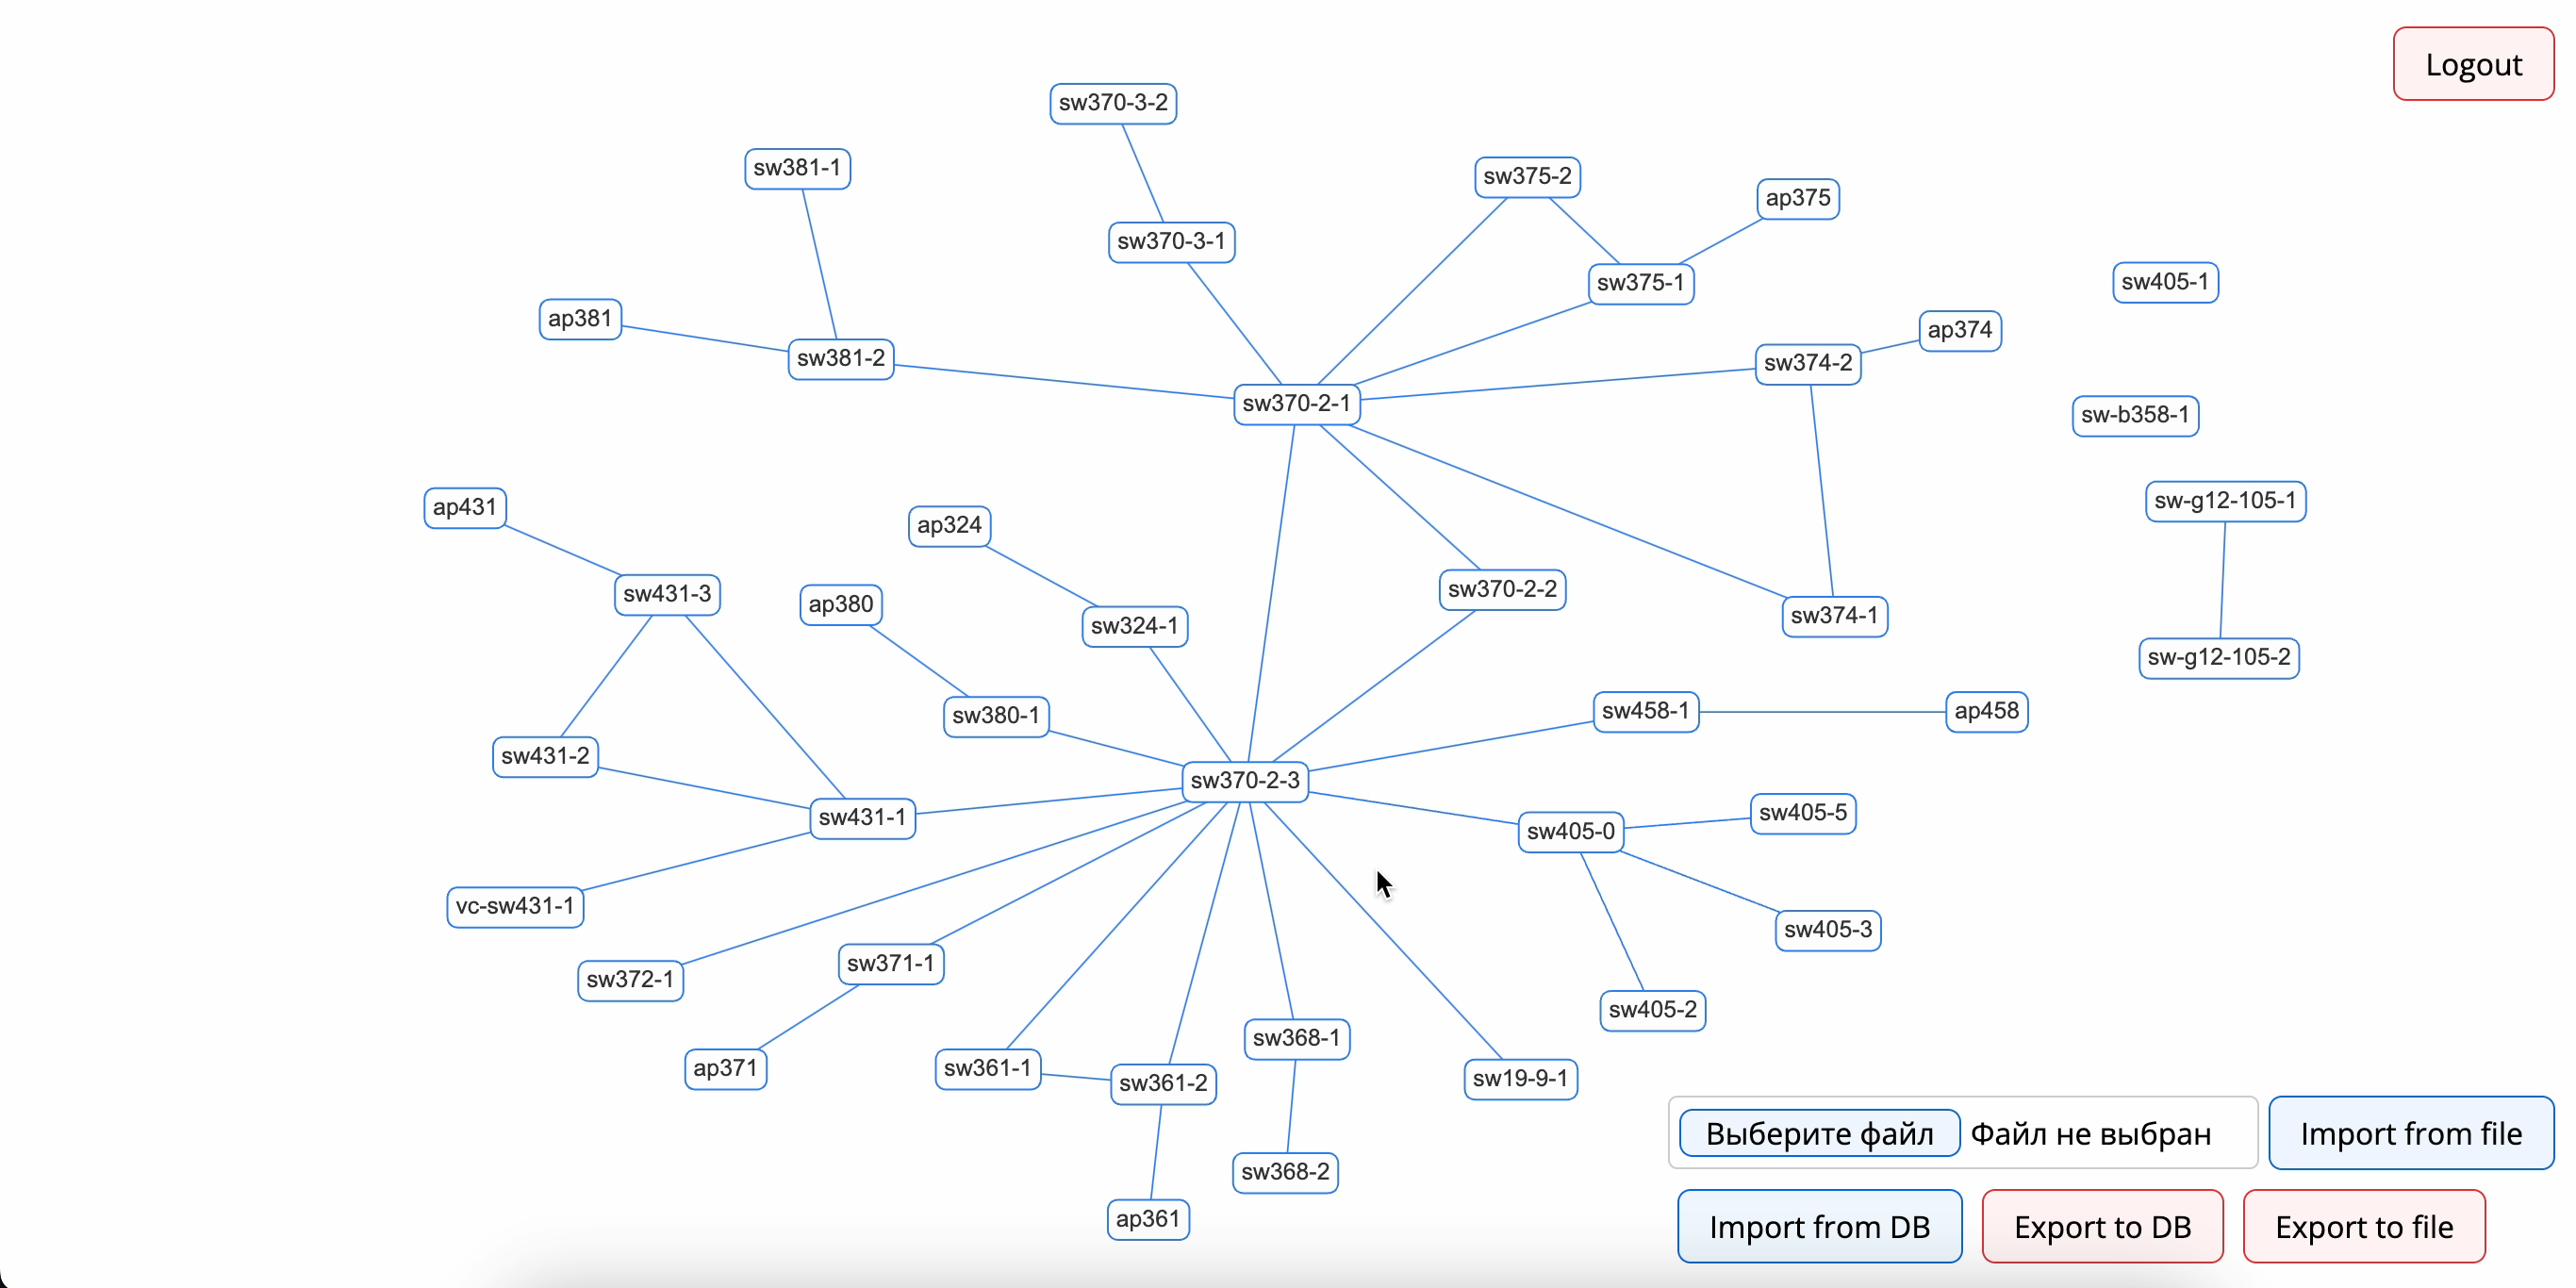 Logout
sw370-3-2
sw381-1
sw375-2
ap375
sw370-3-1
sw375-1
sw405-1
ap381
ap374
sw381-2
sw374-2
sw370-2-1
sw-b358-1
ap431
sw-g12-105-1
ap324
sw431-3
sw370-2-2
ap380
sw374-1
sw324-1
sw-g12-105-2
sw380-1
sw458-1
ap458
sw431-2
sw370-2-3
sw431-1
sw405-5
sw405-0
vc-sw431-1
sw405-3
sw371-1
sw372-1
sw405-2
sw368-1
ap371
sw361-1
sw361-2
sw19-9-1
Выберите файл Файл не выбран
Import from file
sw368-2
ap361
Import from DB
Export to DB
Export to file